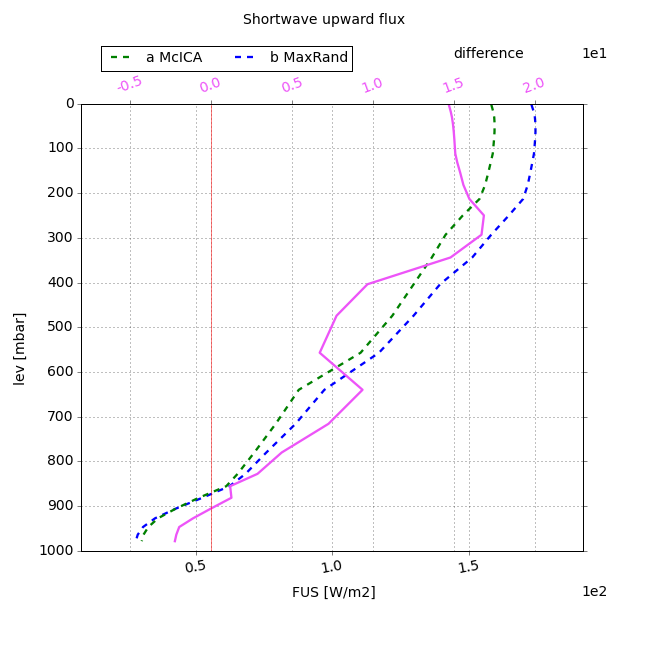 Shortwave upward flux
a McICA b MaxRand difference 1e1
-0.5 0.0 0.5 1.0 1.5 2.0
0
100
200
300
400
500
600
700
800
900
1000
lev [mbar]
0.5 1.0 1.5
FUS [W/m2] 1e2